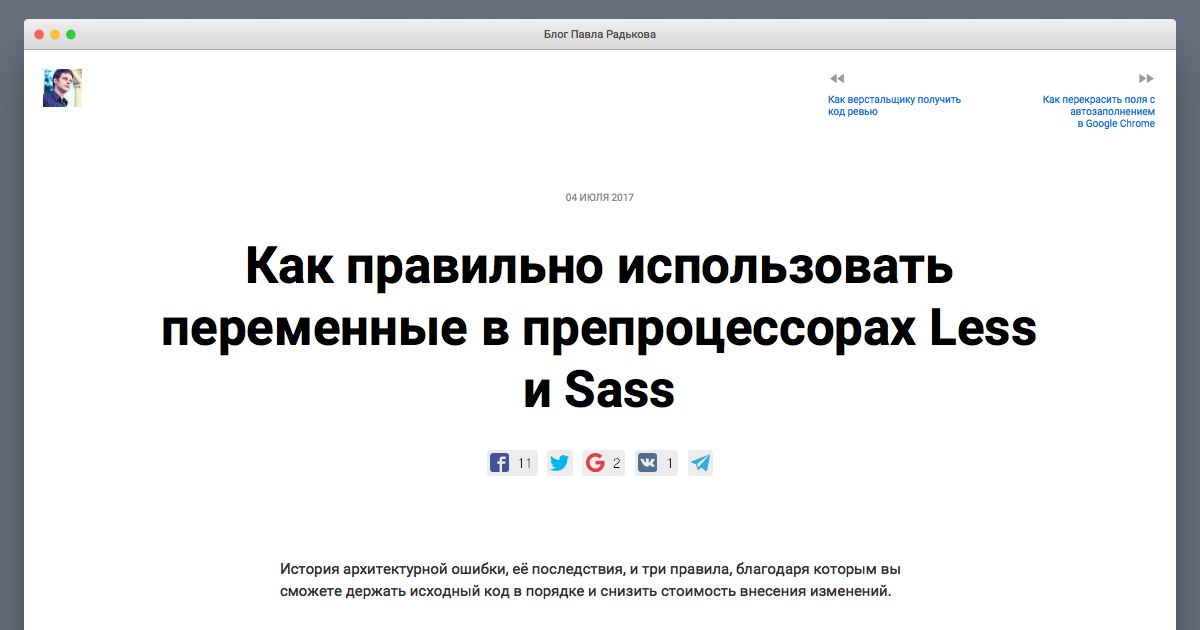 Блог Павла Радькова
Как верстальщику получить
код ревью
Как перекрасить поля с
автозаполнением
в Google Chrome
04 ИЮЛЯ 2017
Как правильно использовать
переменные в препроцессорах Less
и Sass
11
2
1
История архитектурной ошибки, её последствия, и три правила, благодаря которым вы
сможете держать исходный код в порядке и снизить стоимость внесения изменений.